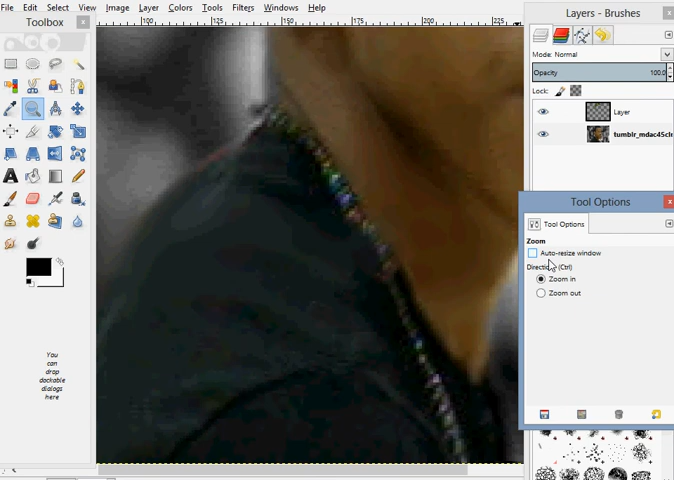 File Edit Select View Image Layer Colors Tools Filters Windows Help
Layers - Brushes
Toolbox
100 125 150 175 200 225
Mode: Normal
Opacity 100.0
Lock:
Layer
tumblr_mdac45clr
Tool Options
Tool Options
Zoom
Auto-resize window
(Ctrl)
Zoom in
Zoom out
You
can
drop
dockable
dialogs
here